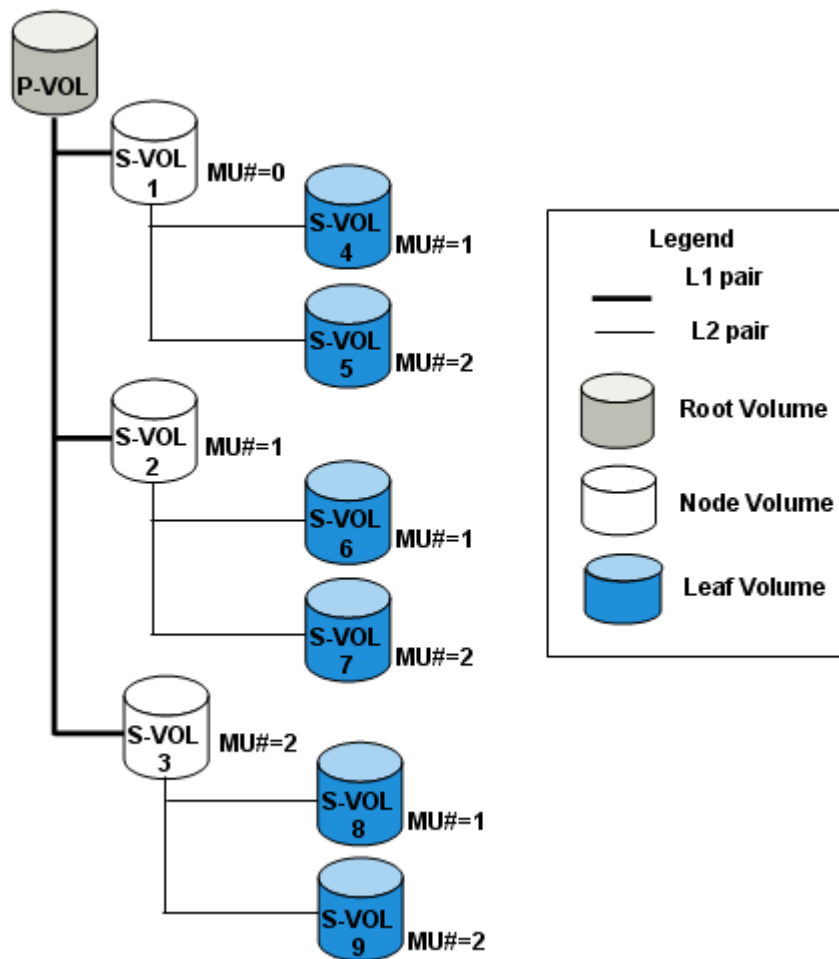 P-VOL
S-VOL
1
MU#=0
S-VOL
4
MU#=1
S-VOL
5
MU#=2
S-VOL
2
MU#=1
S-VOL
6
MU#=1
S-VOL
7
MU#=2
S-VOL
3
MU#=2
S-VOL
8
MU#=1
S-VOL
9
MU#=2
Legend
L1 pair
L2 pair
Root Volume
Node Volume
Leaf Volume